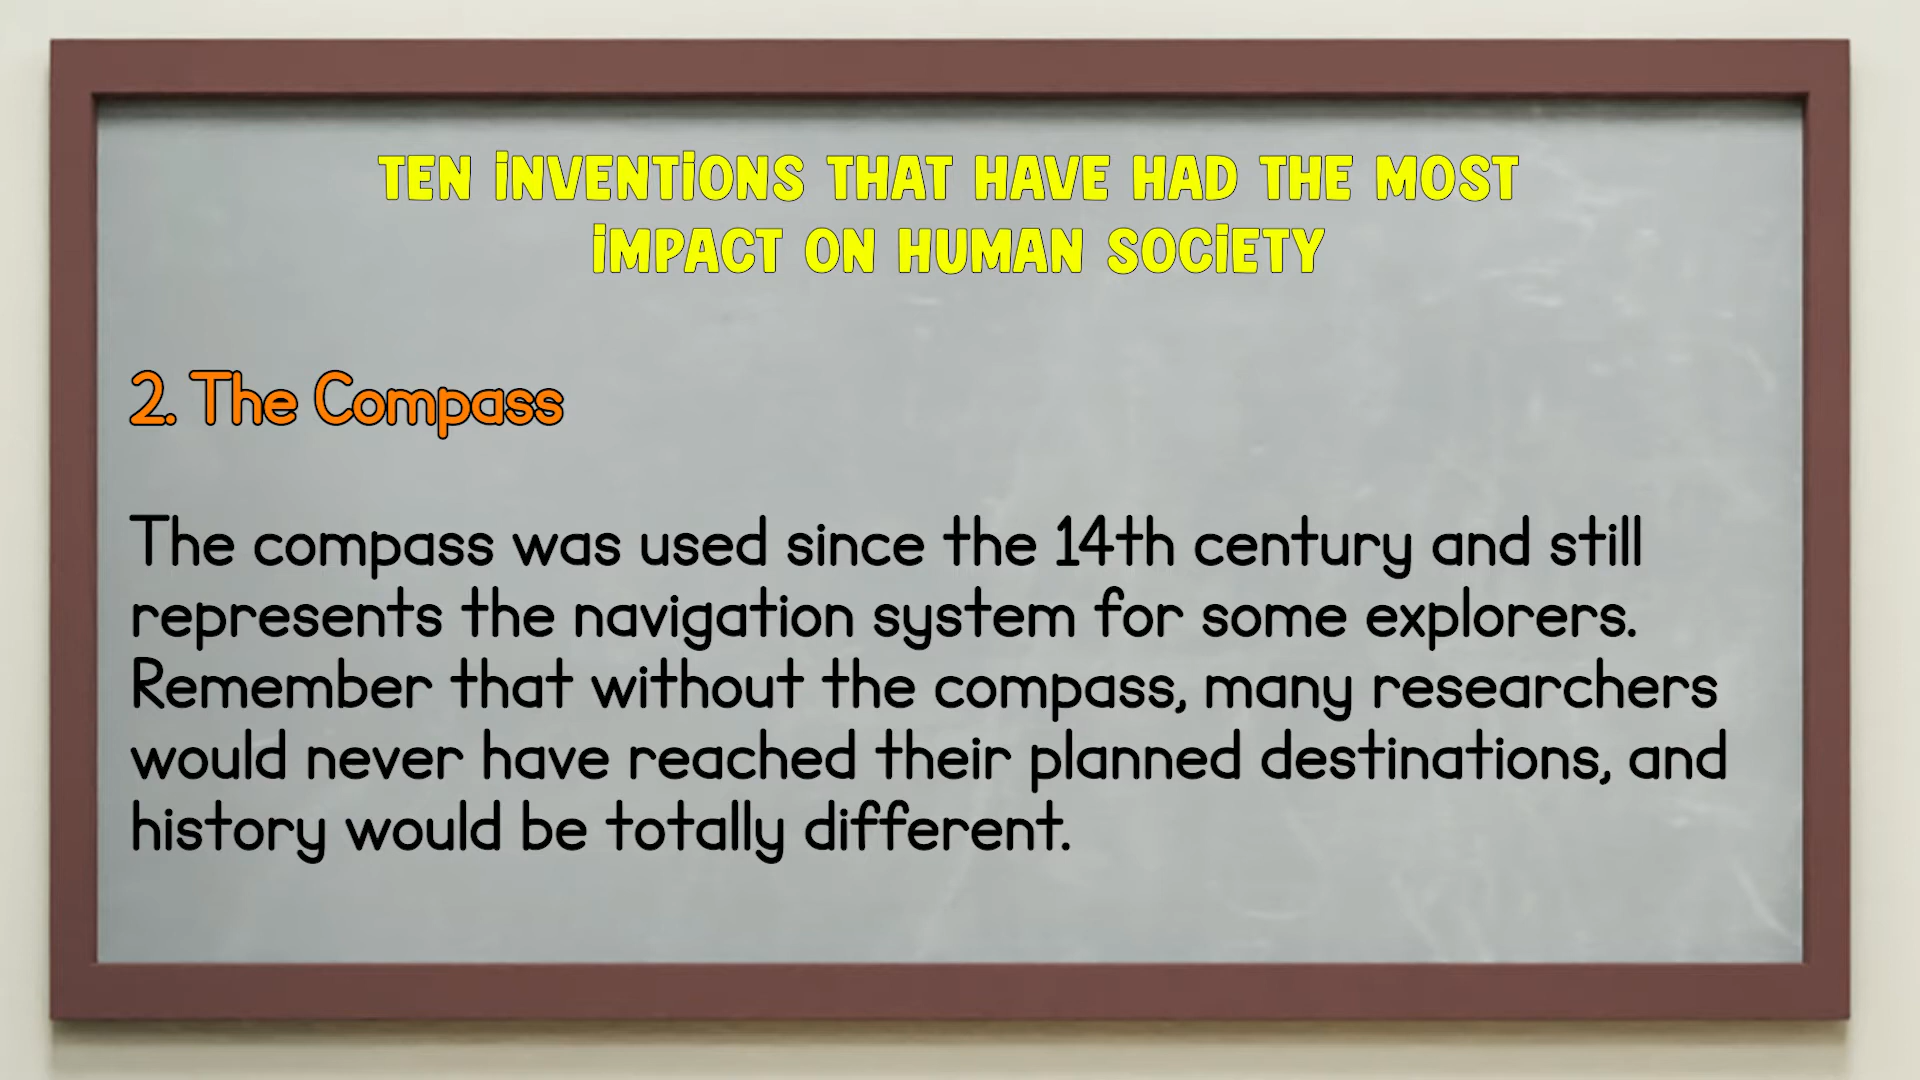 TEN INVENTIONS THAT HAVE HAD THE MOST
IMPACT ON HUMAN SOCIETY
2. The Compass
The compass was used since the 14th century and still
represents the navigation system for some explorers.
Remember that without the compass, many researchers
would never have reached their planned destinations, and
history would be totally different.